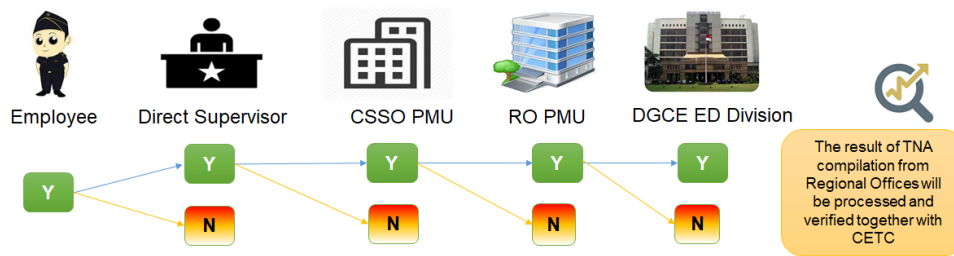 Employee
Direct Supervisor
CSSO PMU
RO PMU
DGCE ED Division
Y
Y
Y
Y
Y
N
N
N
N
The result of TNA
compilation from
Regional Offices will
be processed and
verified together with
CETC